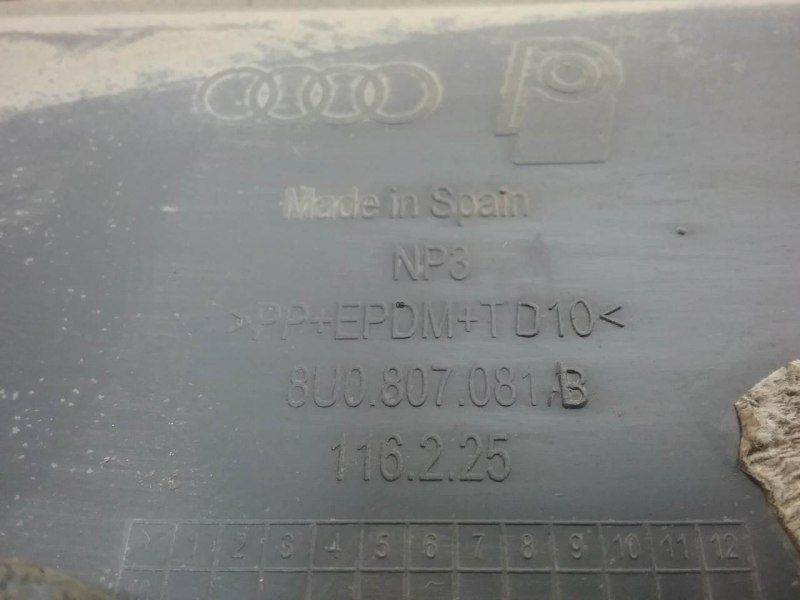 Made in Spain
NP3
>PP+EPDM+TD10<
8U0.807.081.B
116.2.25
1 2 3 4 5 6 7 8 9 10 11 12